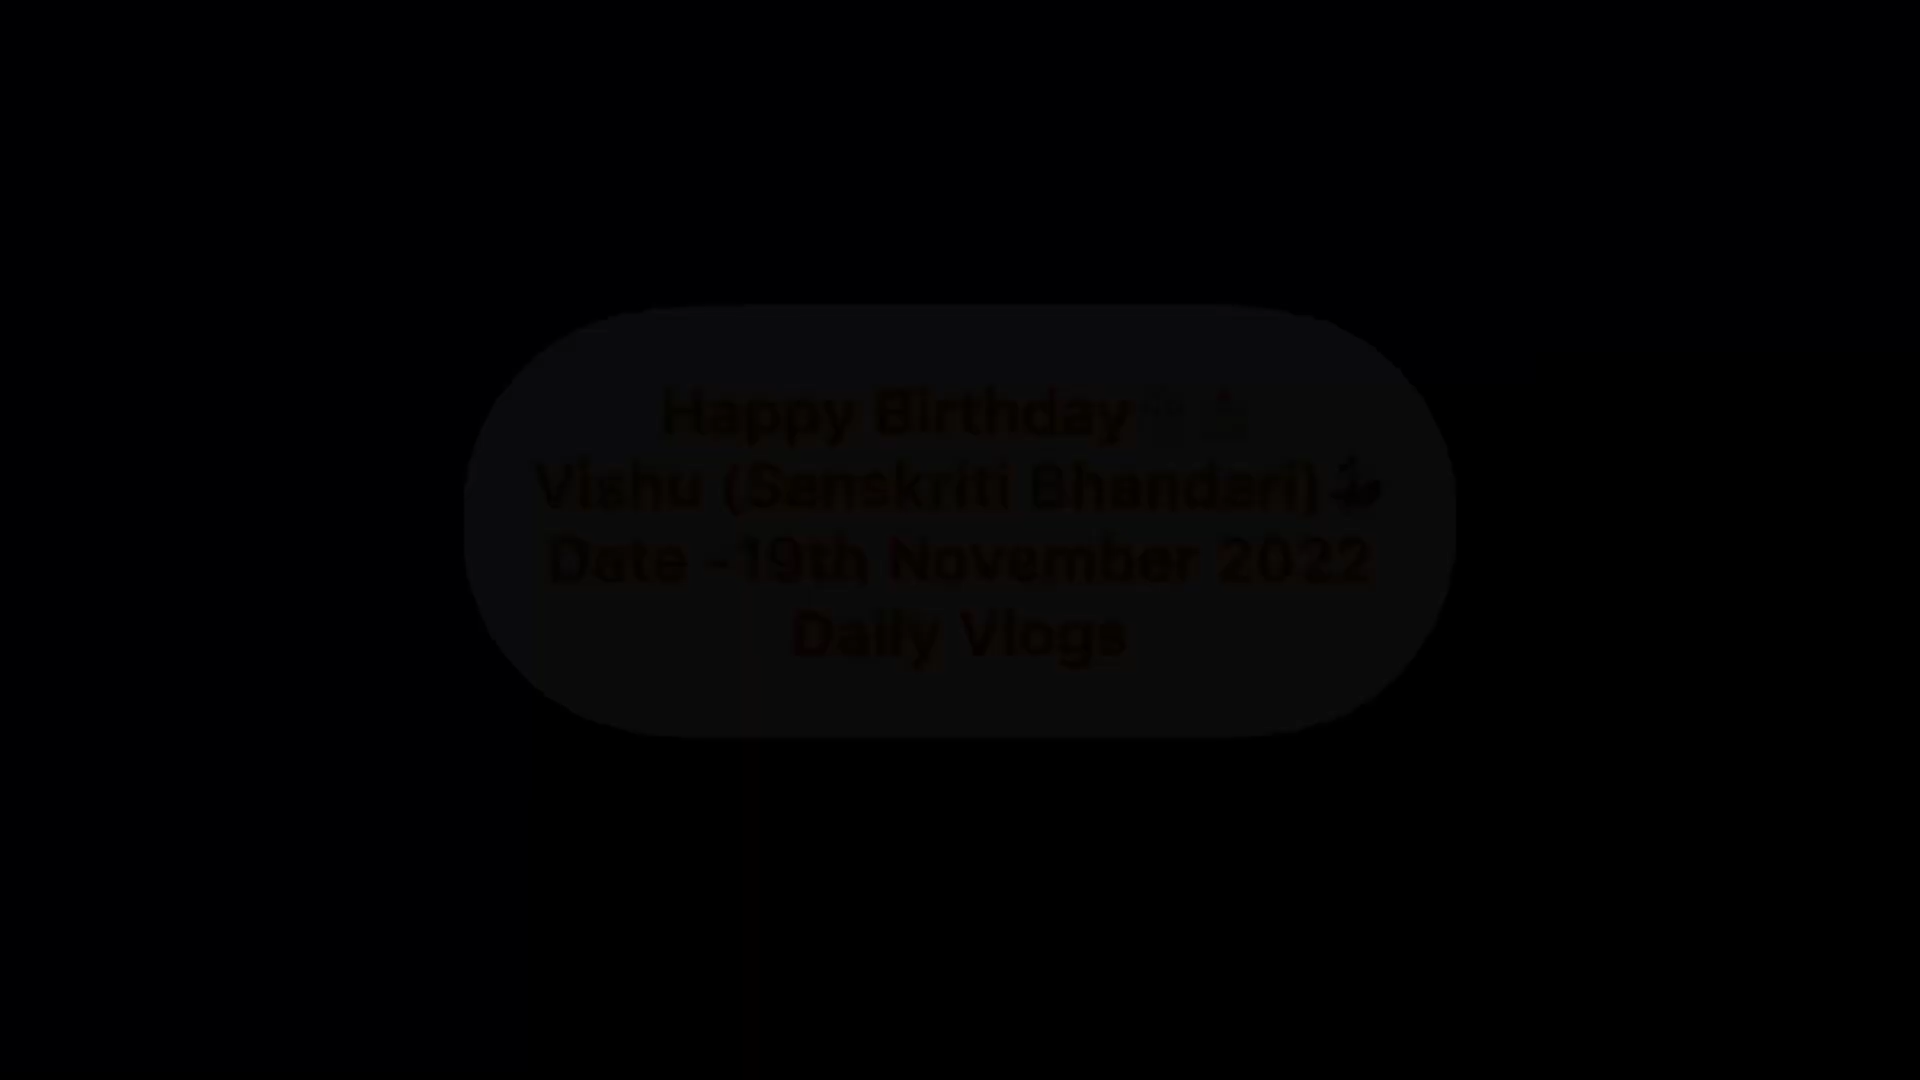 Happy Birthday
Vishu (Sanskriti Bhandari)
Date -19th November 2022
Daily Vlogs